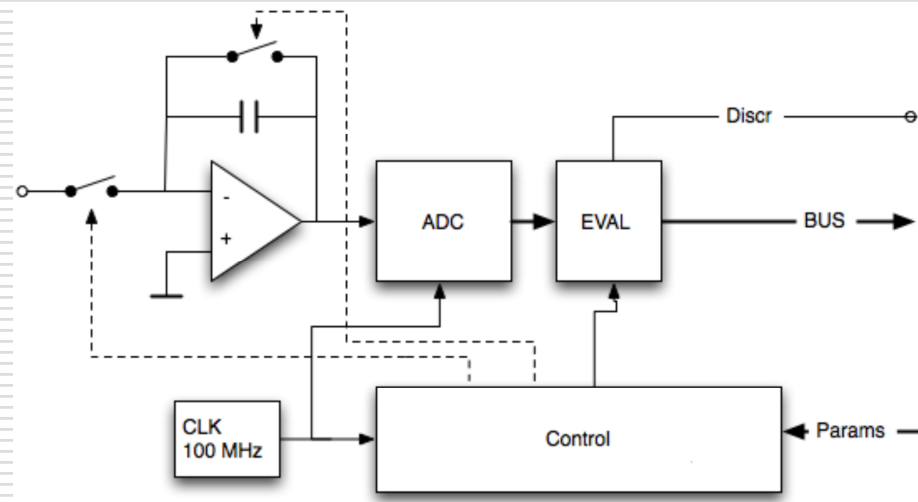 Discr
-
+
ADC
EVAL
BUS
CLK
100 MHz
Control
Params